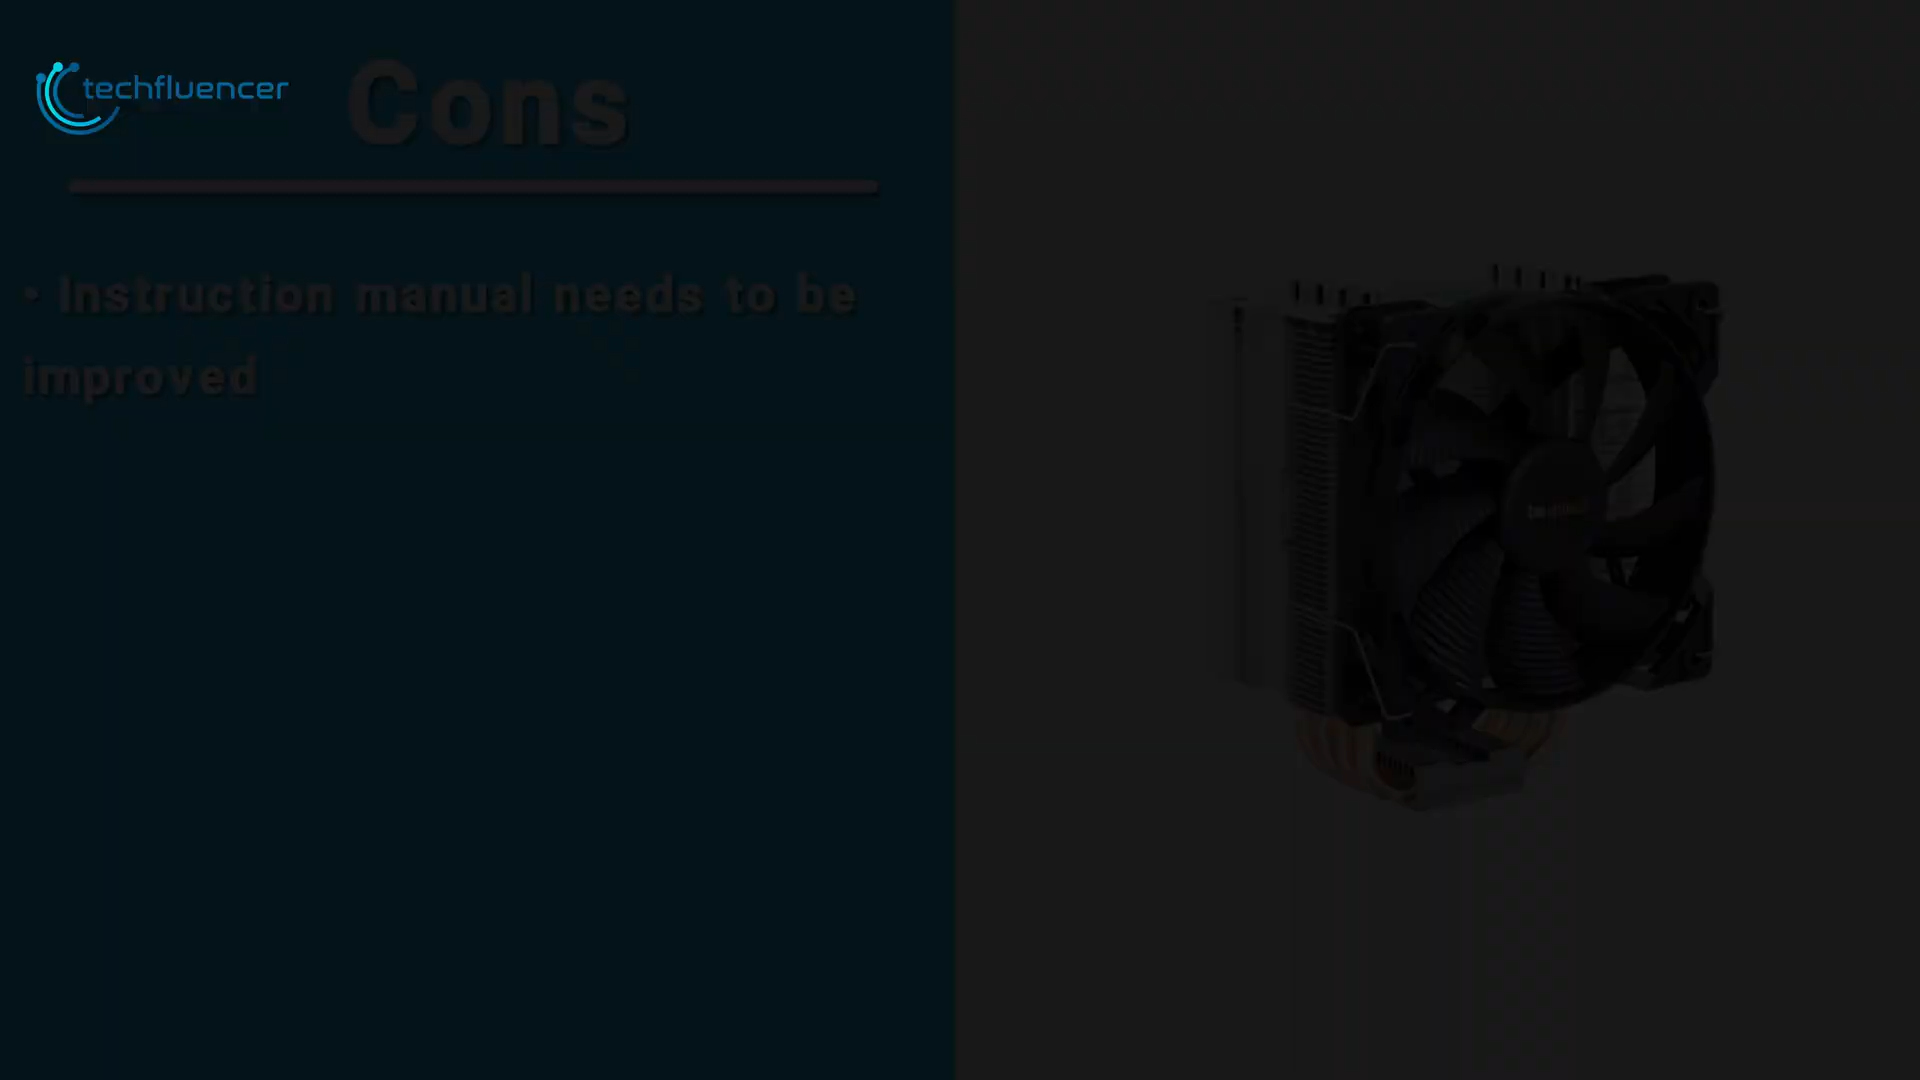 techfluencer
Cons
• Instruction manual needs to be
improved